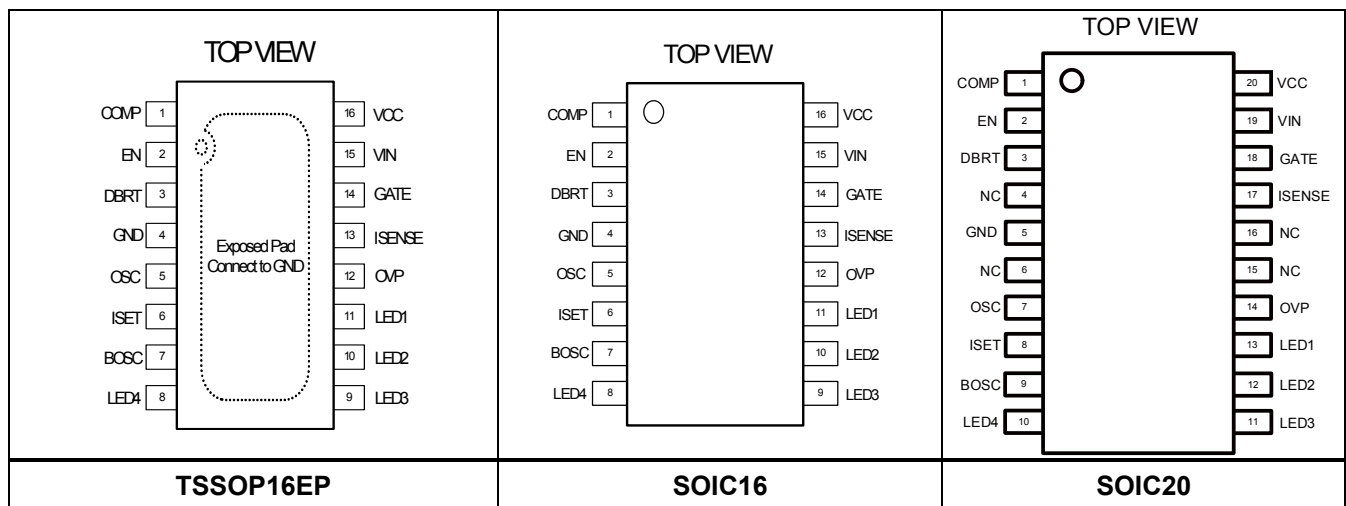 TOP VIEW
COMP 1
16 VCC
EN 2
15 VIN
DBRT 3
14 GATE
GND 4
13 ISENSE
OSC 5
12 OVP
ISET 6
11 LED1
BOSC 7
10 LED2
LED4 8
9 LED3
Exposed Pad
Connect to GND
TSSOP16EP
TOP VIEW
COMP 1
16 VCC
EN 2
15 VIN
DBRT 3
14 GATE
GND 4
13 ISENSE
OSC 5
12 OVP
ISET 6
11 LED1
BOSC 7
10 LED2
LED4 8
9 LED3
SOIC16
TOP VIEW
COMP 1
20 VCC
EN 2
19 VIN
DBRT 3
18 GATE
NC 4
17 ISENSE
GND 5
16 NC
NC 6
15 NC
OSC 7
14 OVP
ISET 8
13 LED1
BOSC 9
12 LED2
LED4 10
11 LED3
SOIC20